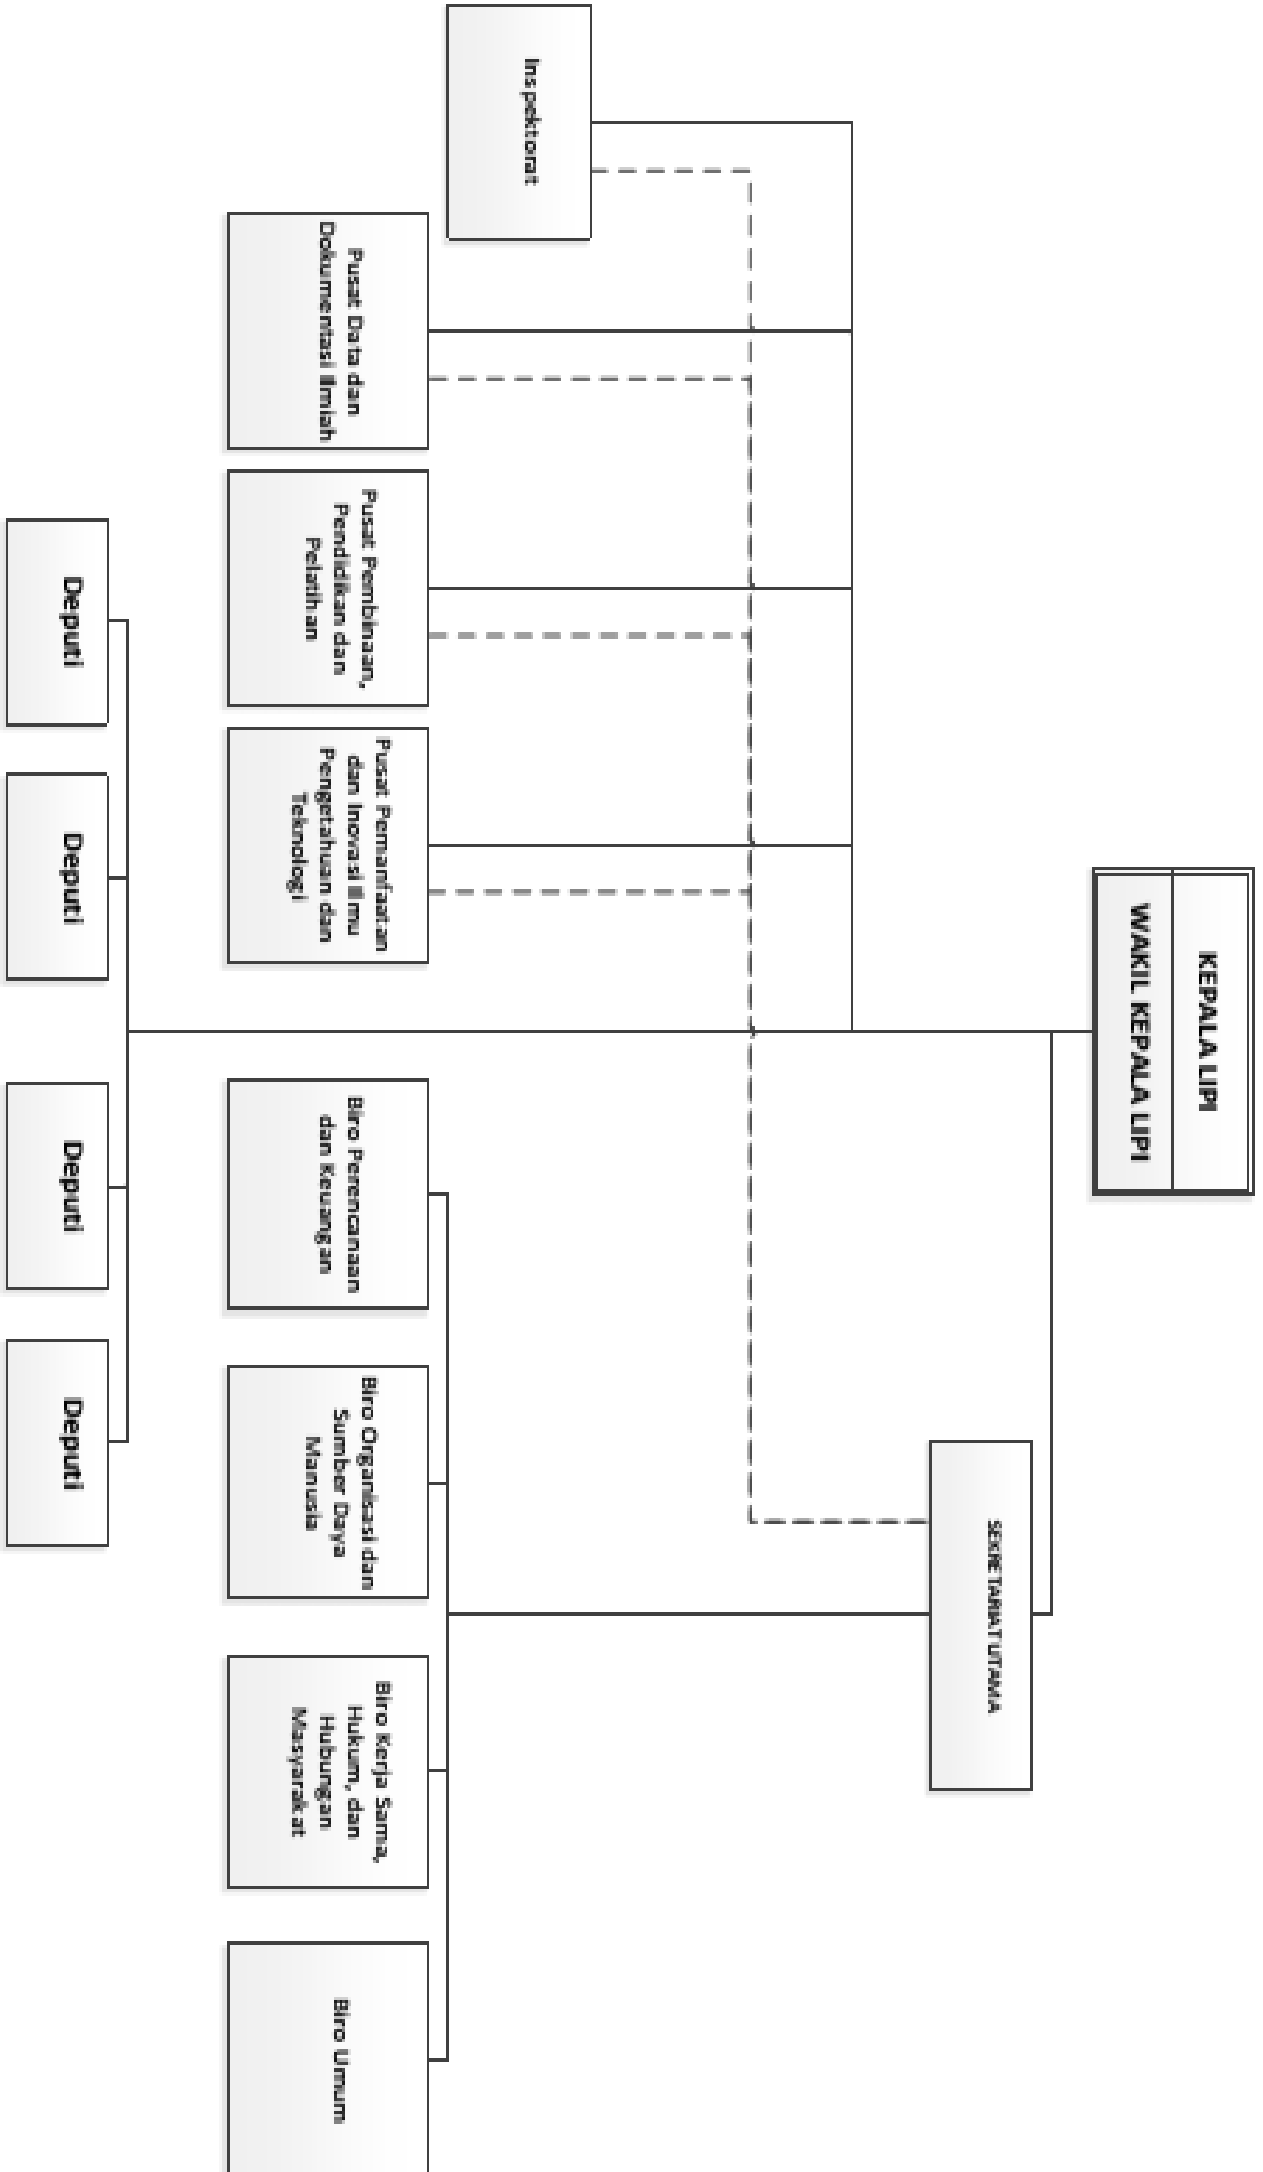 KEPALA LIPI
WAKIL KEPALA LIPI
SEKRETARIAT UTAMA
Inspektorat
Pusat Data dan
Dokumentasi Ilmiah
Pusat Pembinaan,
Pendidikan dan
Pelatihan
Pusat Pemanfaatan
dan Inovasi Ilmu
Pengetahuan dan
Teknologi
Biro Perencanaan
dan Keuangan
Biro Organisasi dan
Sumber Daya
Manusia
Biro Kerja Sama,
Hukum, dan
Hubungan
Masyarakat
Biro Umum
Deputi
Deputi
Deputi
Deputi